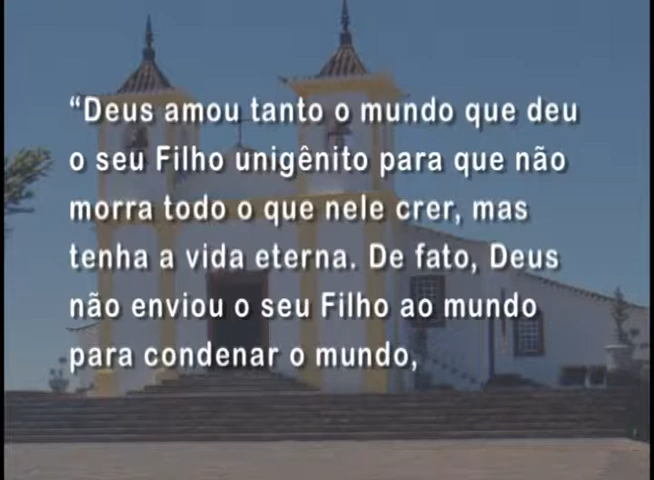 “Deus amou tanto o mundo que deu
o seu Filho unigênito para que não
morra todo o que nele crer, mas
tenha a vida eterna. De fato, Deus
não enviou o seu Filho ao mundo
para condenar o mundo,